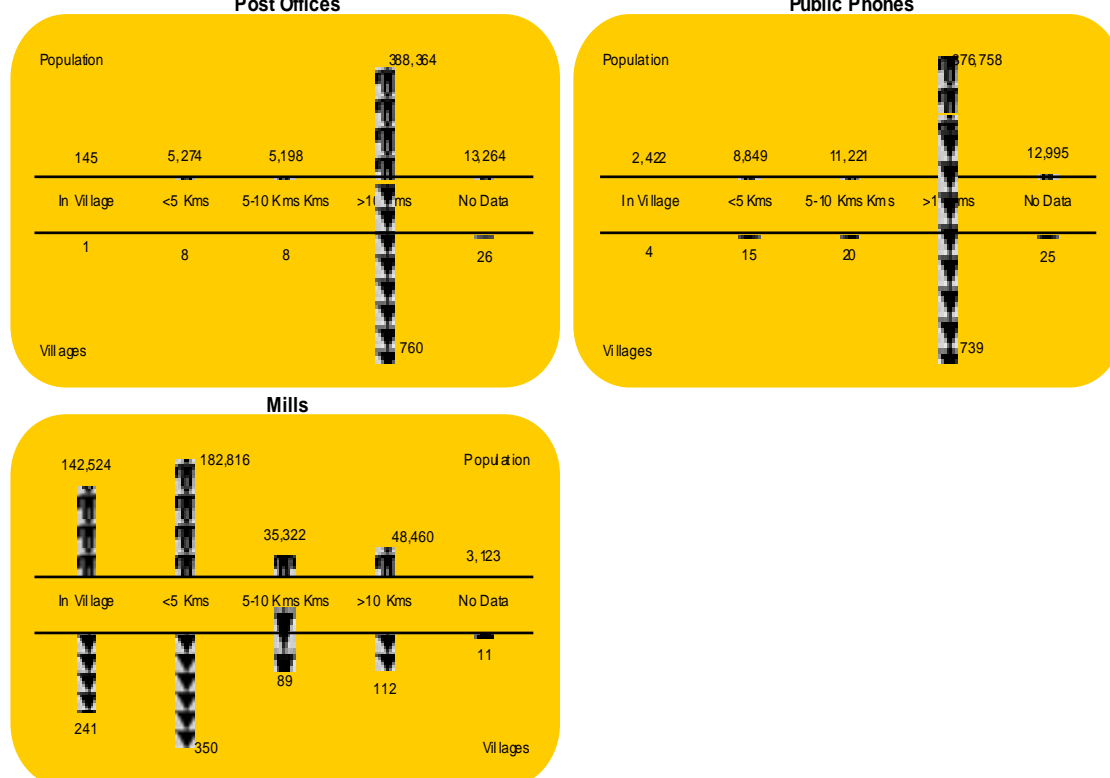 Post Offices
Population
388,364
145
5,274
5,198
13,264
In Village
<5 Kms
5-10 Kms Kms
No Data
1
8
8
26
760
Villages
Public Phones
Population
376,758
2,422
8,849
11,221
12,995
In Village
<5 Kms
5-10 Kms Kms
No Data
4
15
20
25
739
Villages
Mills
142,524
182,816
Population
35,322
48,460
3,123
In Village
<5 Kms
5-10 Kms Kms
>10 Kms
No Data
241
350
89
112
11
Villages